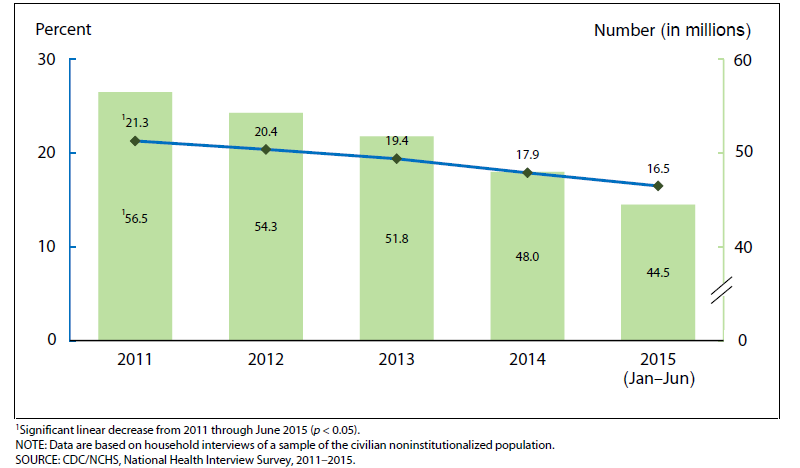 Percent Number (in millions)
30 60
¹21.3
20.4
19.4
20 50
17.9
16.5
¹56.5
54.3
51.8
10 40
48.0
44.5
0 0
2011 2012 2013 2014 2015
(Jan–Jun)
¹Significant linear decrease from 2011 through June 2015 (p < 0.05).
NOTE: Data are based on household interviews of a sample of the civilian noninstitutionalized population.
SOURCE: CDC/NCHS, National Health Interview Survey, 2011–2015.